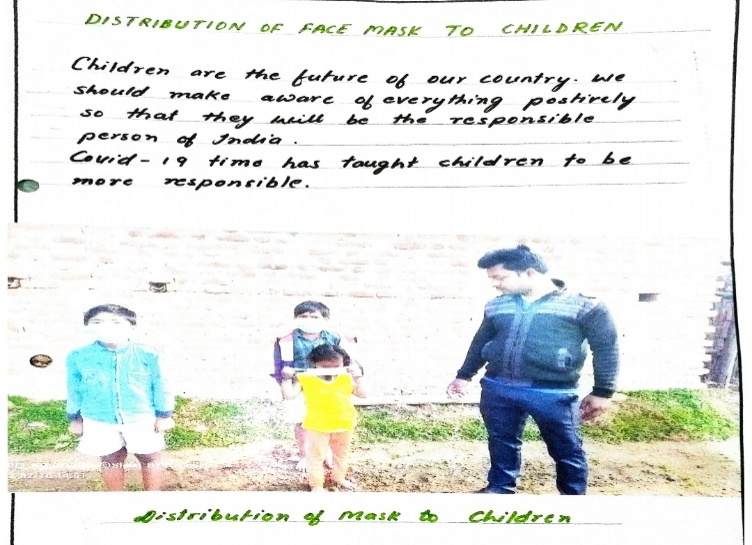 DISTRIBUTION OF FACE MASK TO CHILDREN
Children are the future of our country. we
should make aware of everything postirely
so that they will be the responsible
person of India.
Covid-19 time has taught children to be
more responsible.
Distribution of Mask to Children